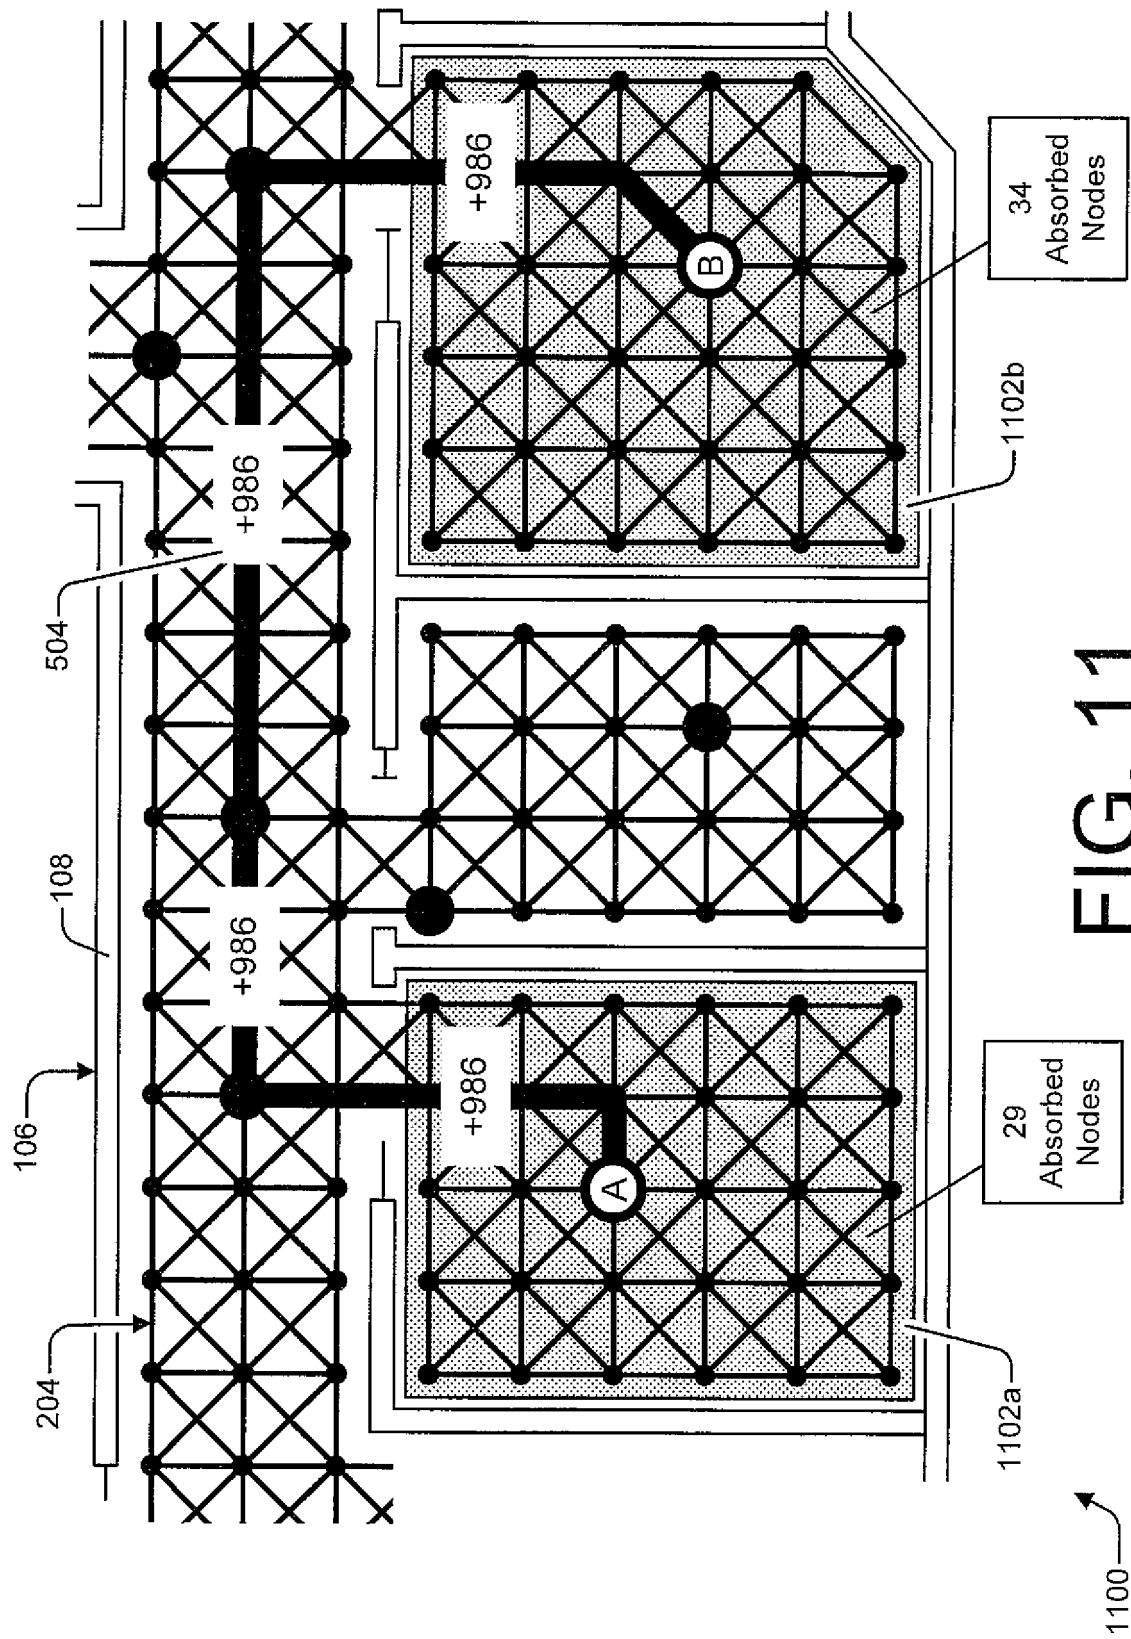 1100
106
108
504
204
+986
+986
+986
+986
A
B
1102a
29
Absorbed
Nodes
1102b
34
Absorbed
Nodes
FIG. 11